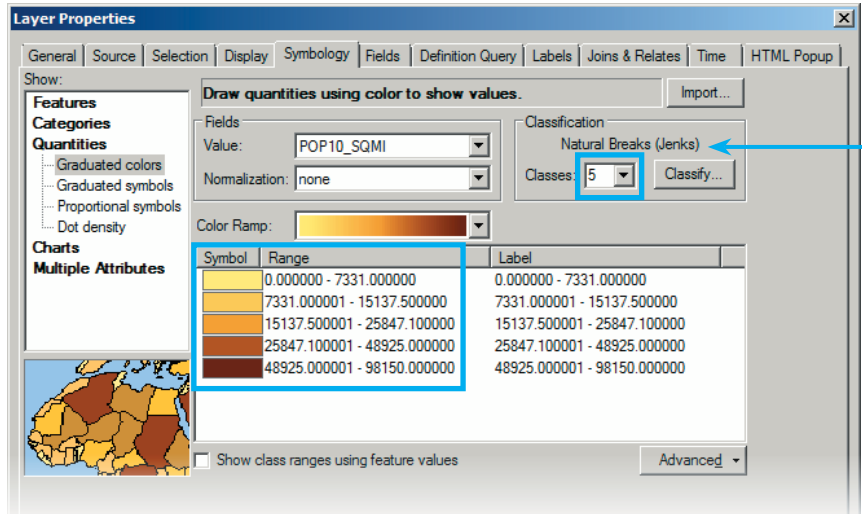 Layer Properties
General Source Selection Display Symbology Fields Definition Query Labels Joins & Relates Time HTML Popup
Show:
Features
Categories
Quantities
Graduated colors
Graduated symbols
Proportional symbols
Dot density
Charts
Multiple Attributes
Draw quantities using color to show values.
Import...
Fields
Value: POP10_SQMI
Normalization: none
Classification
Natural Breaks (Jenks)
Classes: 5 Classify...
Color Ramp:
Symbol Range Label
0.000000 - 7331.000000 0.000000 - 7331.000000
7331.000001 - 15137.500000 7331.000001 - 15137.500000
15137.500001 - 25847.100000 15137.500001 - 25847.100000
25847.100001 - 48925.000000 25847.100001 - 48925.000000
48925.000001 - 98150.000000 48925.000001 - 98150.000000
Show class ranges using feature values
Advanced